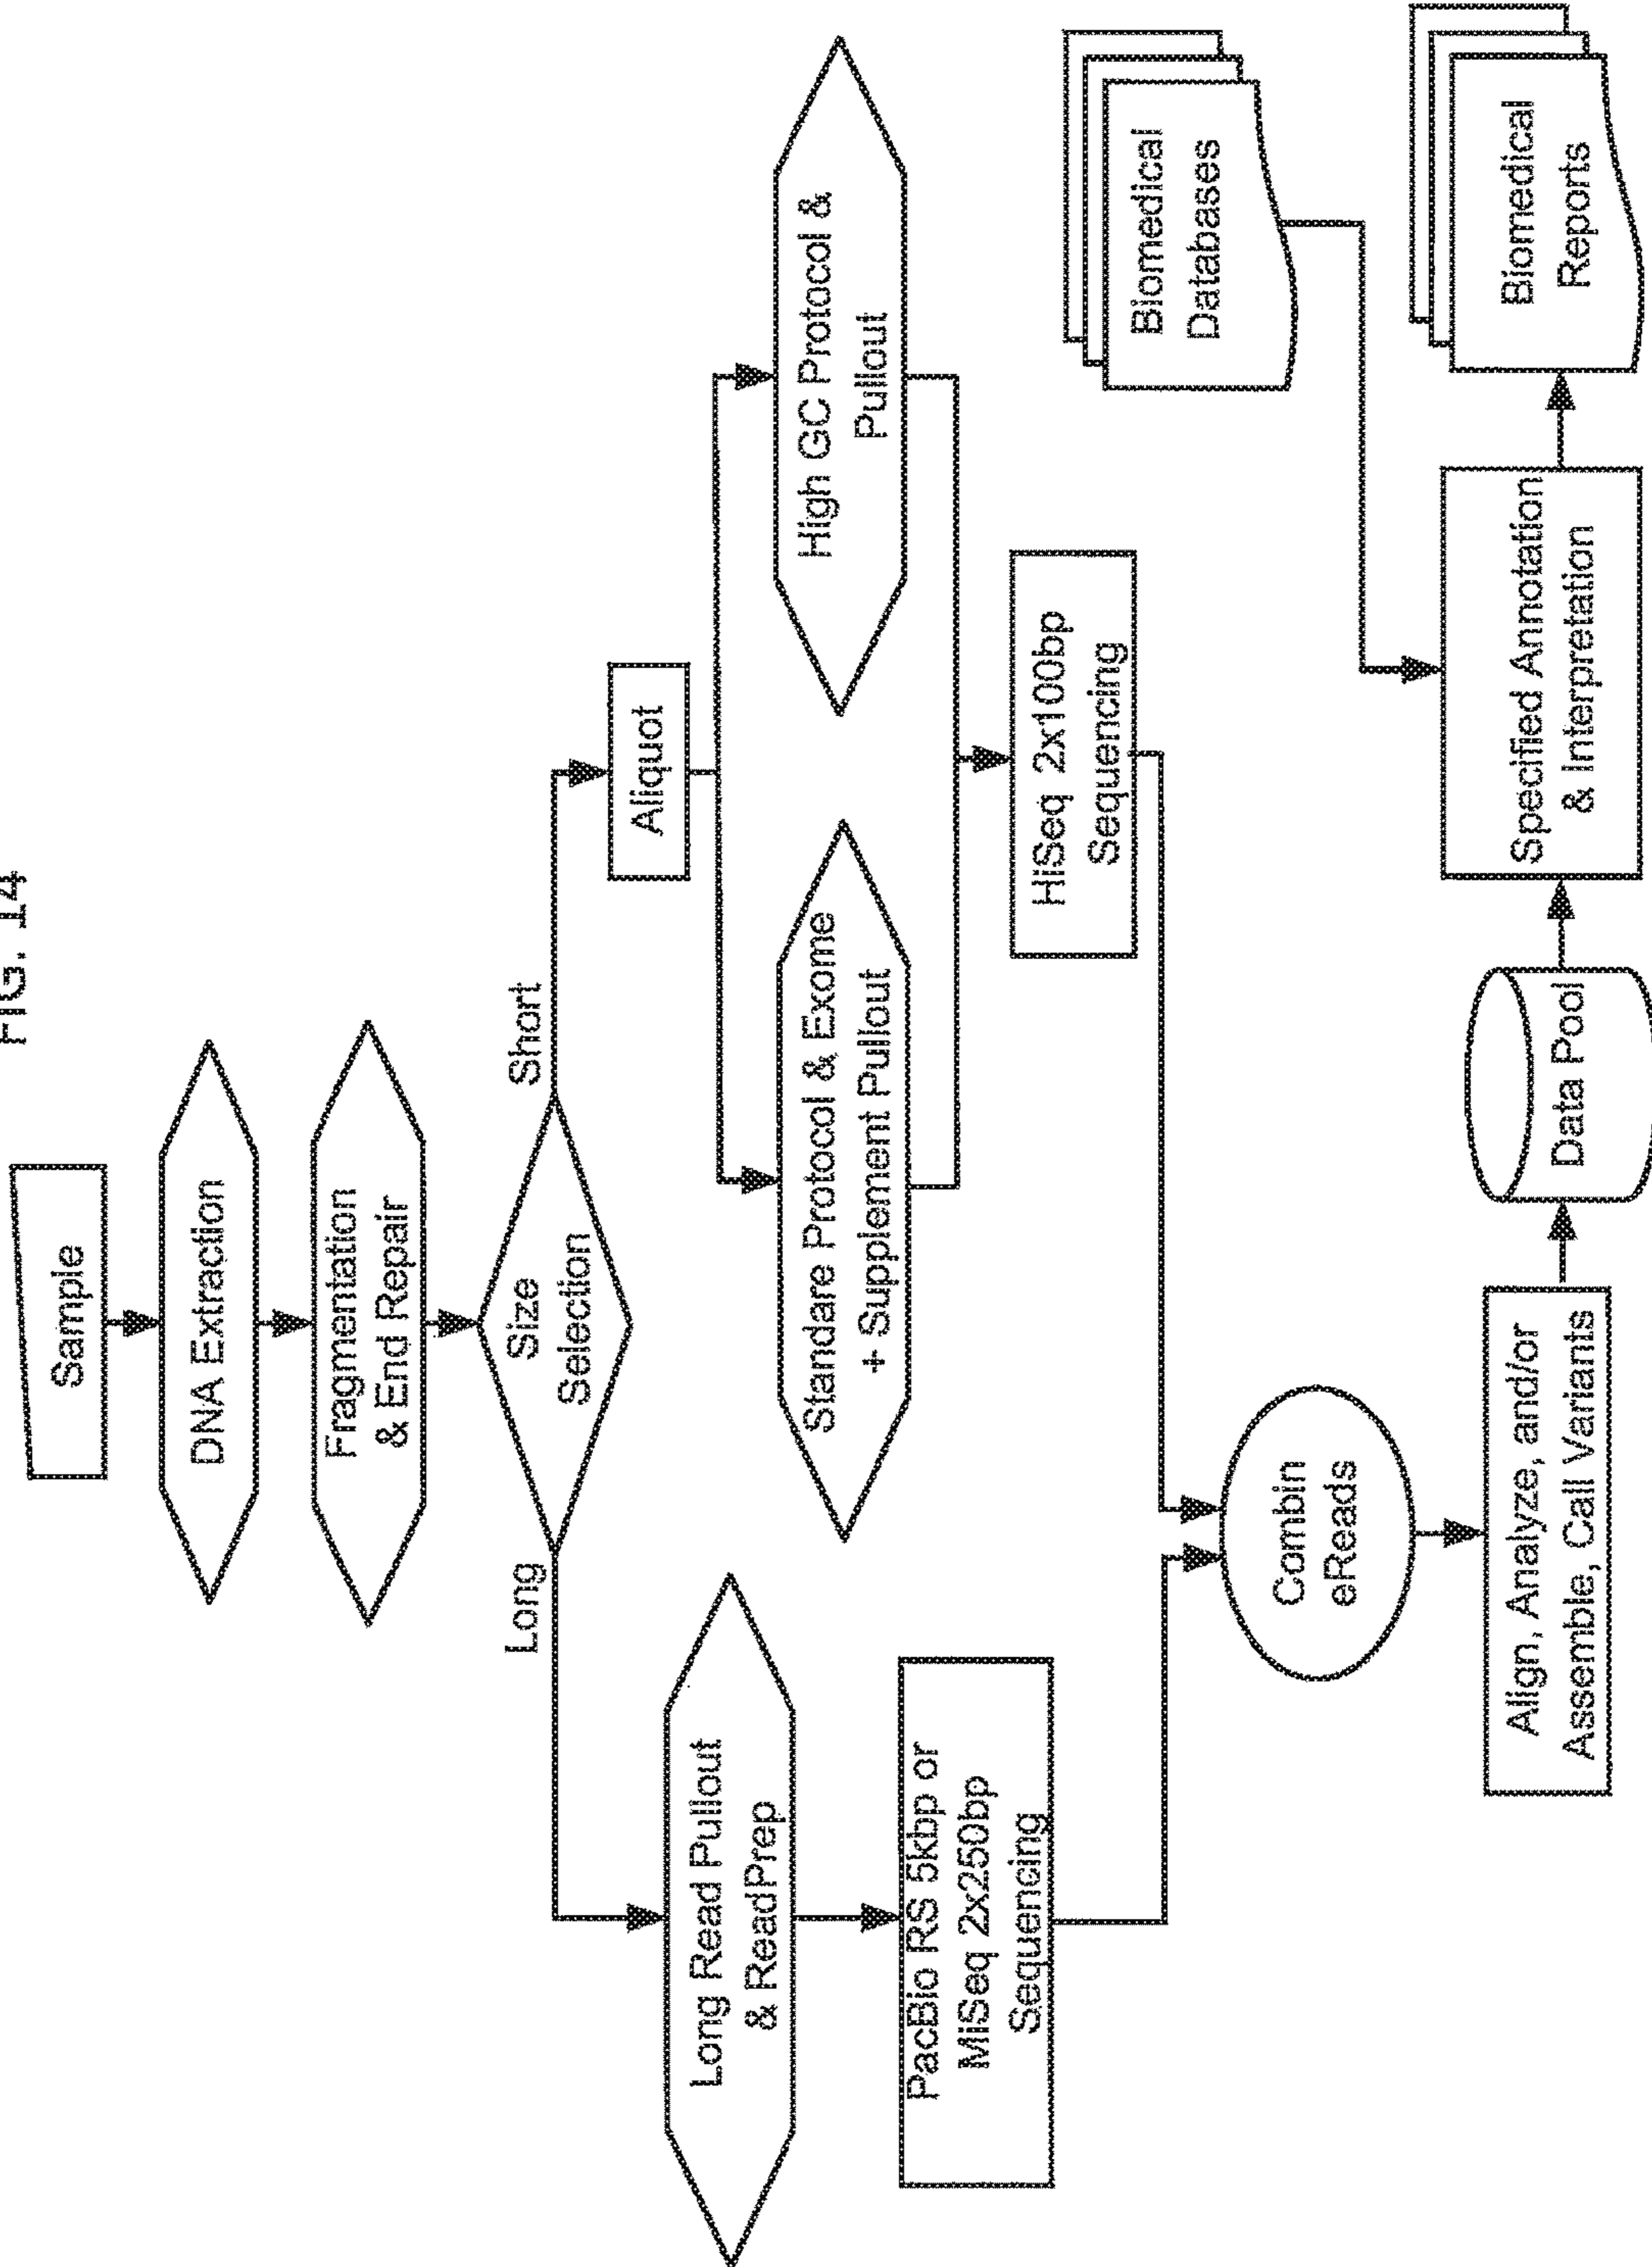 FIG. 14
Sample
DNA Extraction
Fragmentation
& End Repair
Size
Selection
Long
Short
Long Read Pullout
& ReadPrep
Aliquot
Standare Protocol & Exome
+ Supplement Pullout
High GC Protocol &
Pullout
PacBio RS 5kbp or
MiSeq 2x250bp
Sequencing
HiSeq 2x100bp
Sequencing
Combin
eReads
Biomedical
Databases
Align, Analyze, and/or
Assemble, Call Variants
Data Pool
Specified Annotation
& Interpretation
Biomedical
Reports